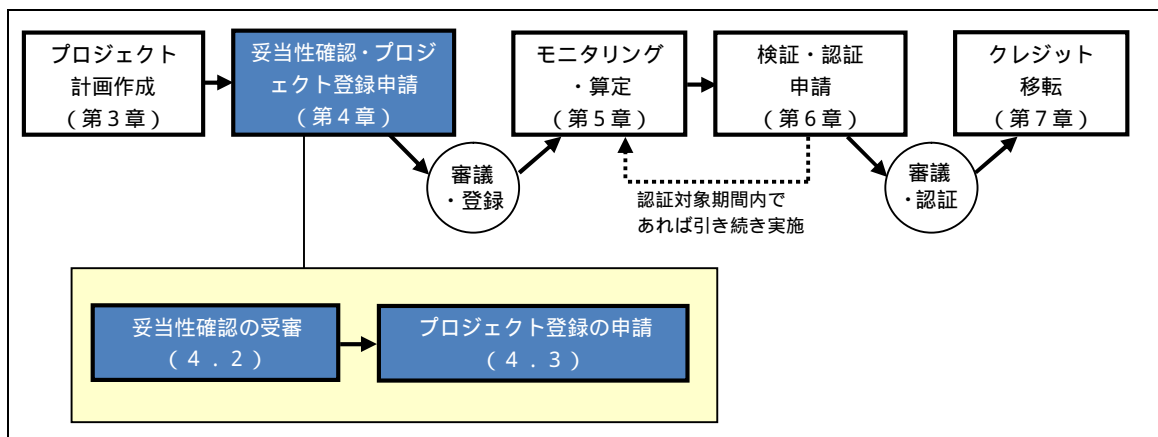 プロジェクト
計画作成
(第3章)
妥当性確認・プロジ
ェクト登録申請
(第4章)
審議
・登録
モニタリング
・算定
(第5章)
検証・認証
申請
(第6章)
認証対象期間内で
あれば引き続き実施
審議
・認証
クレジット
移転
(第7章)
妥当性確認の受審
(4.2)
プロジェクト登録の申請
(4.3)